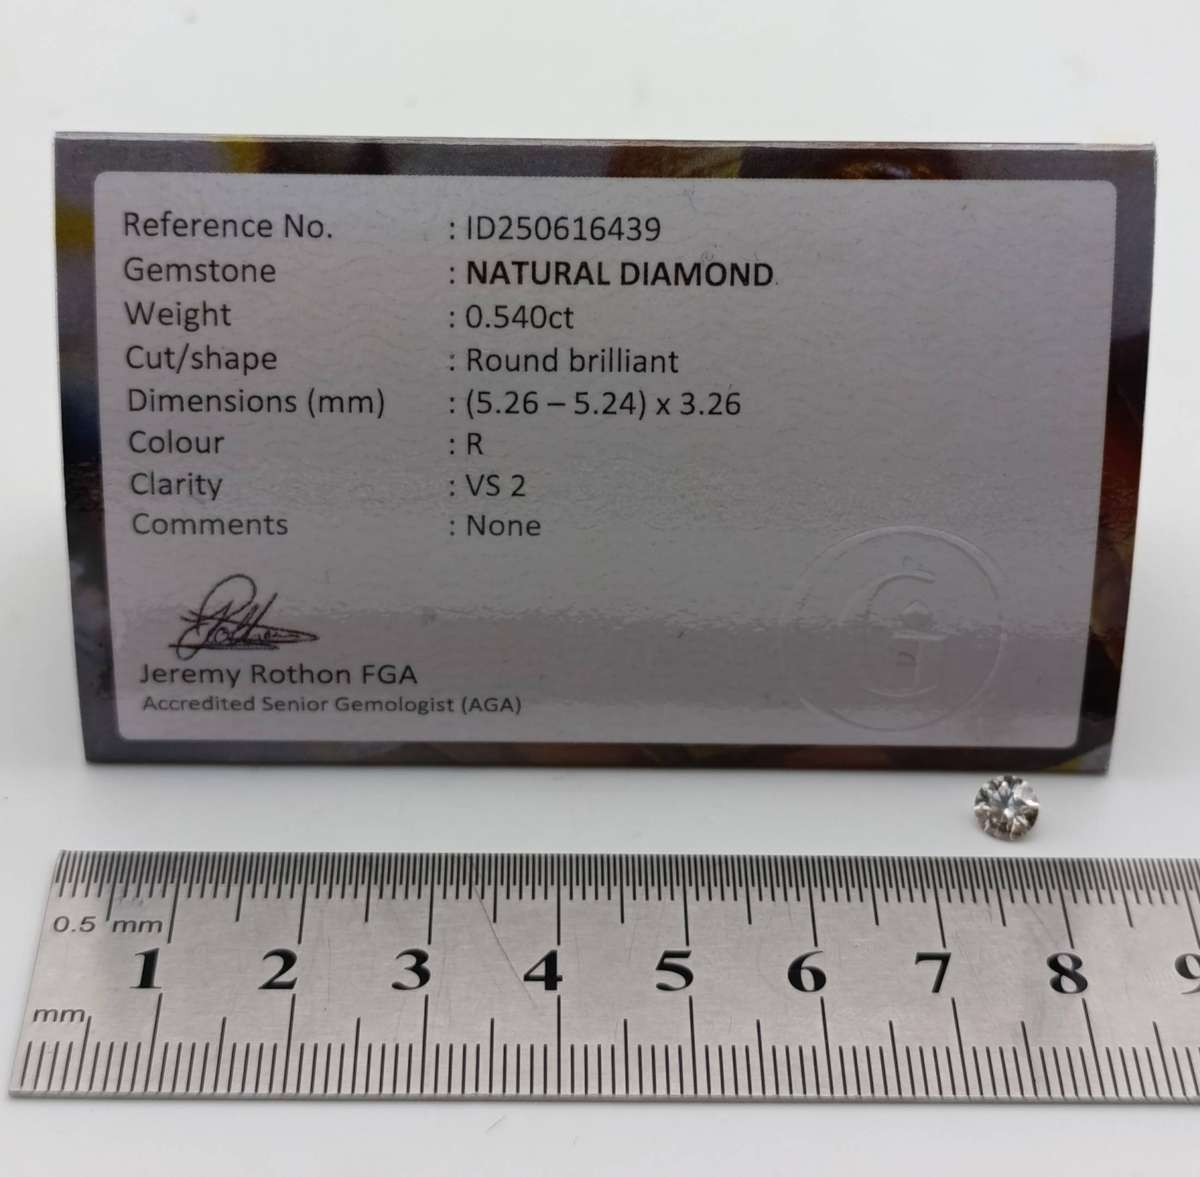 Reference No. : ID250616439
Gemstone : NATURAL DIAMOND
Weight : 0.540ct
Cut/shape : Round brilliant
Dimensions (mm) : (5.26 – 5.24) x 3.26
Colour : R
Clarity : VS 2
Comments : None
Jeremy Rothon FGA
Accredited Senior Gemologist (AGA)
0.5 mm
1 2 3 4 5 6 7 8 9
mm